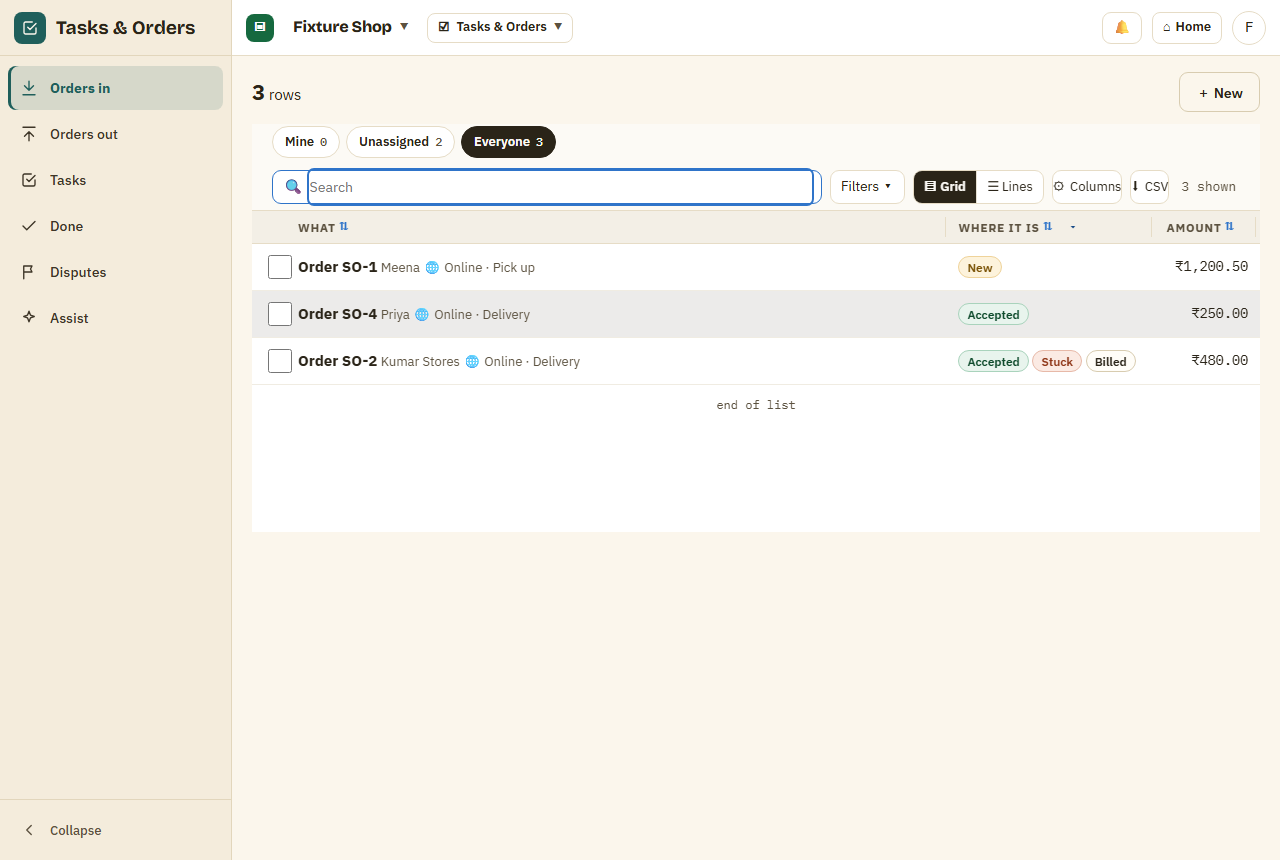 Tasks & Orders
Fixture Shop ▼
☑ Tasks & Orders ▼
🔔
⌂ Home
F
Orders in
Orders out
Tasks
Done
Disputes
Assist
Collapse
3 rows
+ New
Mine 0
Unassigned 2
Everyone 3
🔍 Search
Filters ▾
Grid
☰ Lines
⚙ Columns
⬇ CSV
3 shown
WHAT ⇅
WHERE IT IS ⇅ ▾
AMOUNT ⇅
Order SO-1 Meena 🌐 Online · Pick up New ₹1,200.50
Order SO-4 Priya 🌐 Online · Delivery Accepted ₹250.00
Order SO-2 Kumar Stores 🌐 Online · Delivery Accepted Stuck Billed ₹480.00
end of list